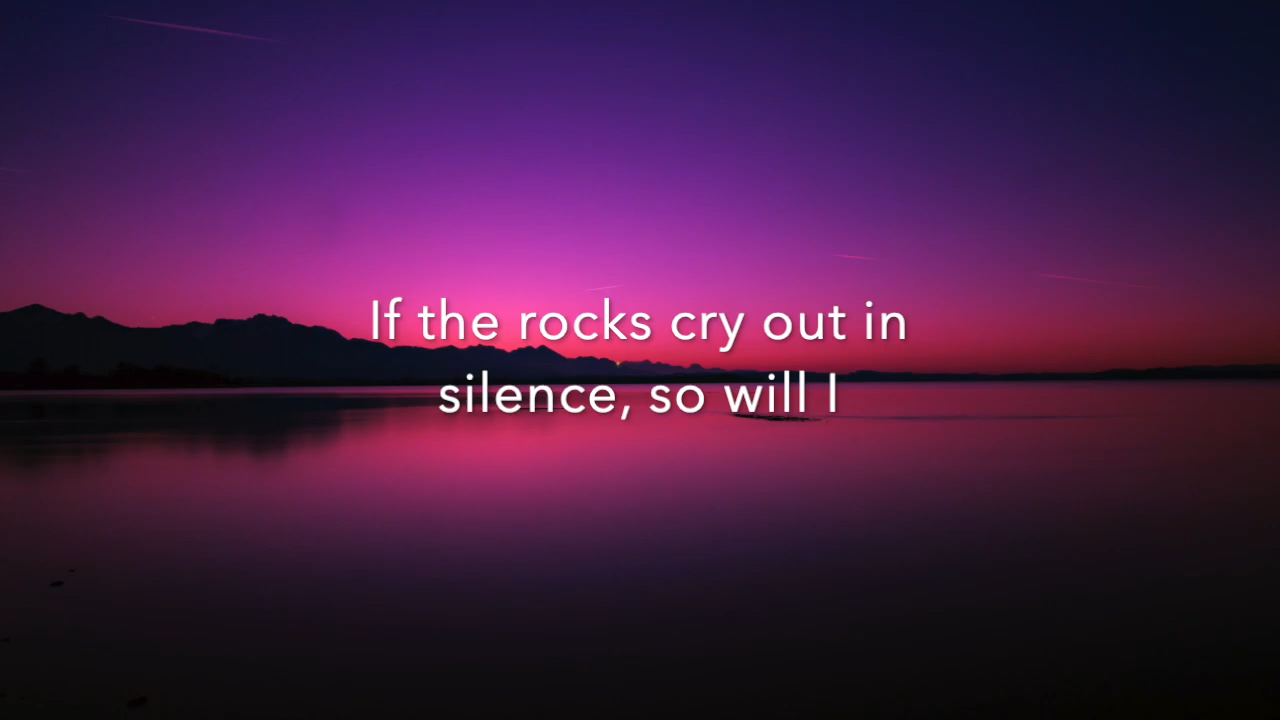 If the rocks cry out in
silence, so will I